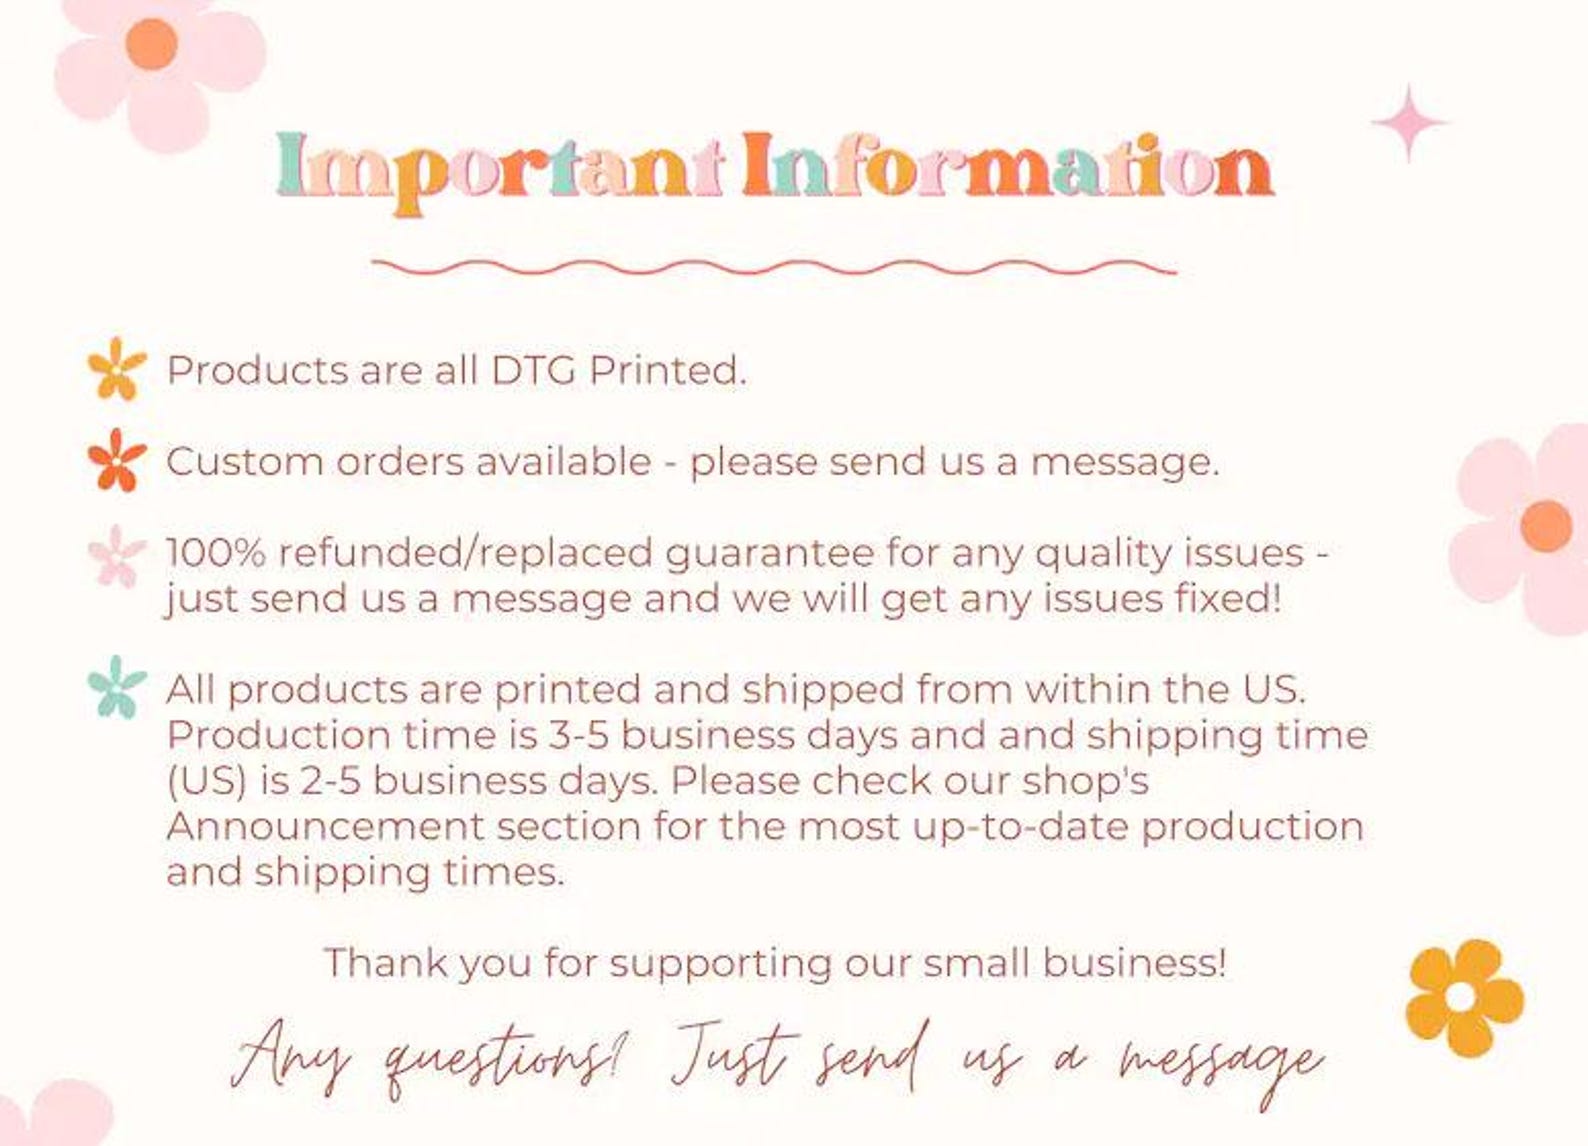 Important Information
Products are all DTG Printed.
Custom orders available - please send us a message.
100% refunded/replaced guarantee for any quality issues -
just send us a message and we will get any issues fixed!
All products are printed and shipped from within the US.
Production time is 3-5 business days and and shipping time
(US) is 2-5 business days. Please check our shop's
Announcement section for the most up-to-date production
and shipping times.
Thank you for supporting our small business!
Any questions? Just send us a message